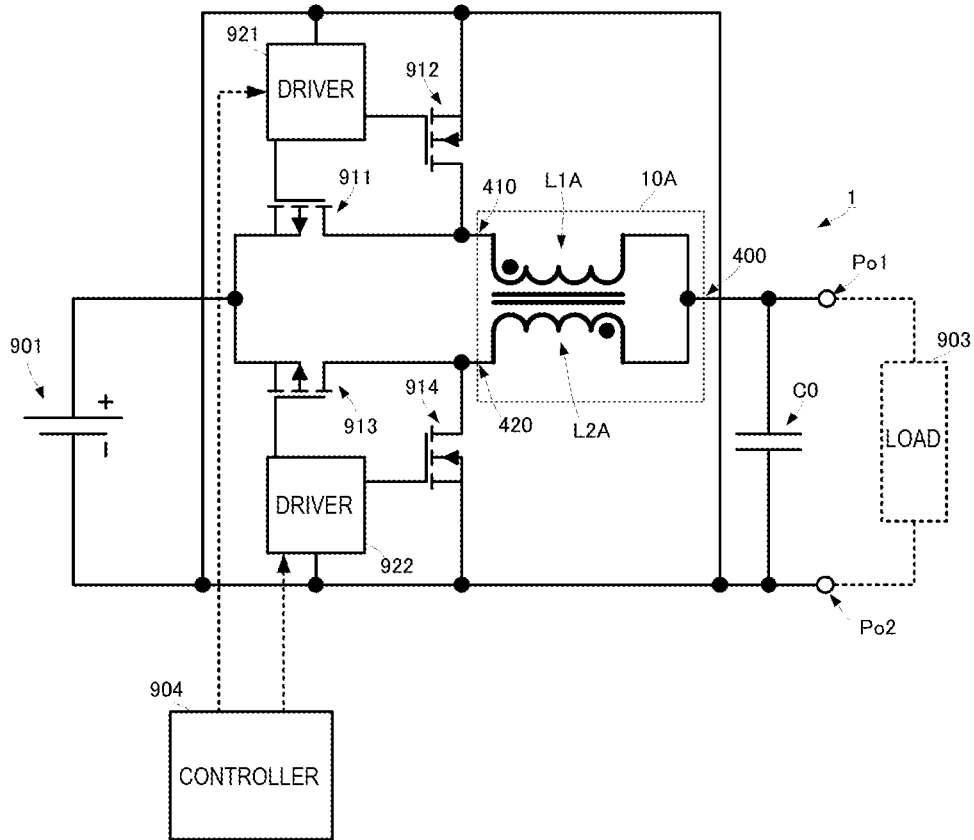 921
DRIVER
912
911
410
L1A
10A
1
400
Po1
901
+
−
913
914
420
L2A
C0
903
LOAD
DRIVER
922
Po2
904
CONTROLLER